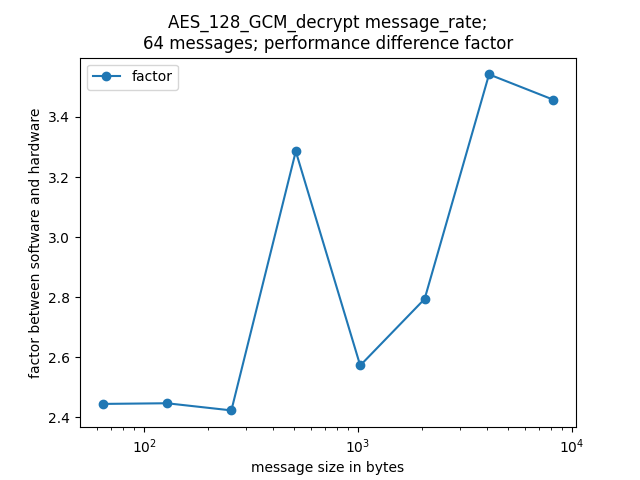 AES_128_GCM_decrypt message_rate;
64 messages; performance difference factor
factor
factor between software and hardware
3.4
3.2
3.0
2.8
2.6
2.4
10²
10³
10⁴
message size in bytes